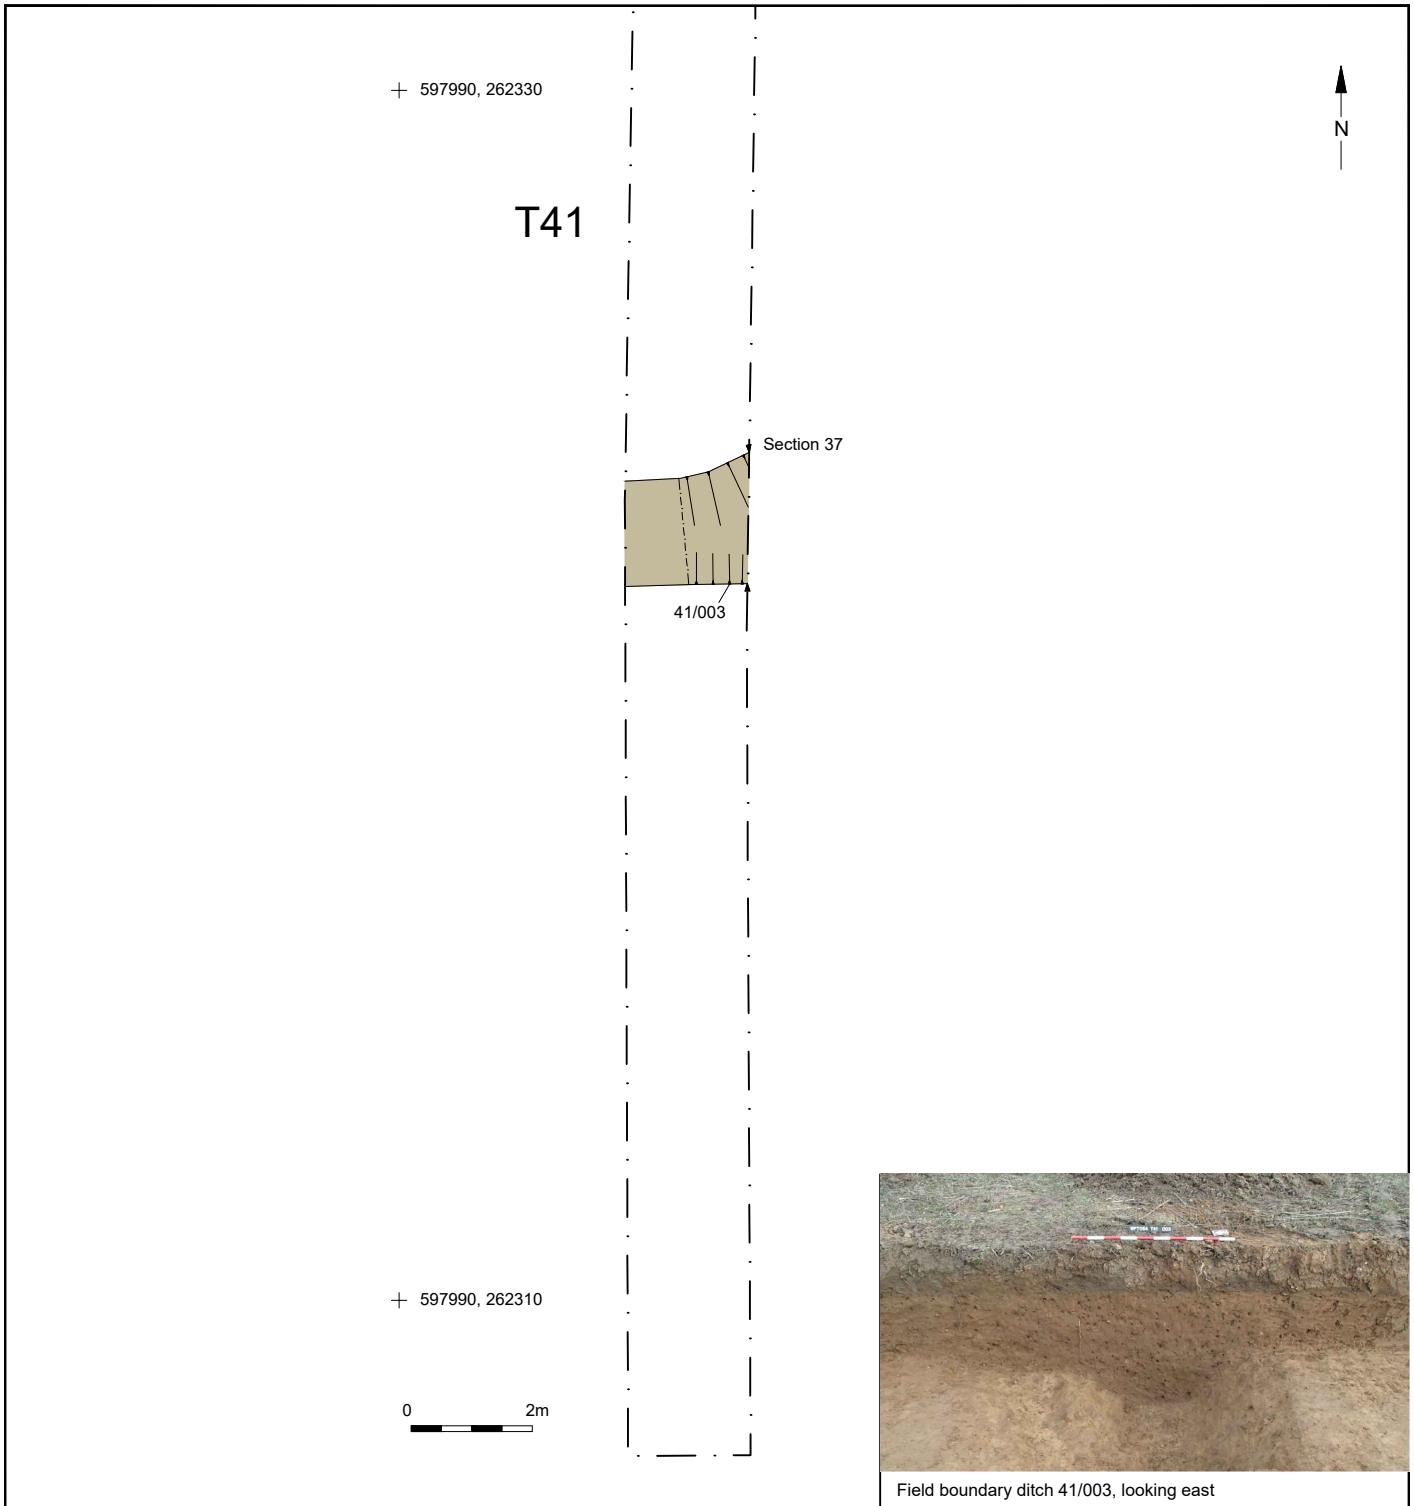 597990, 262330
N
T41
Section 37
41/003
597990, 262310
0 2m
Field boundary ditch 41/003, looking east